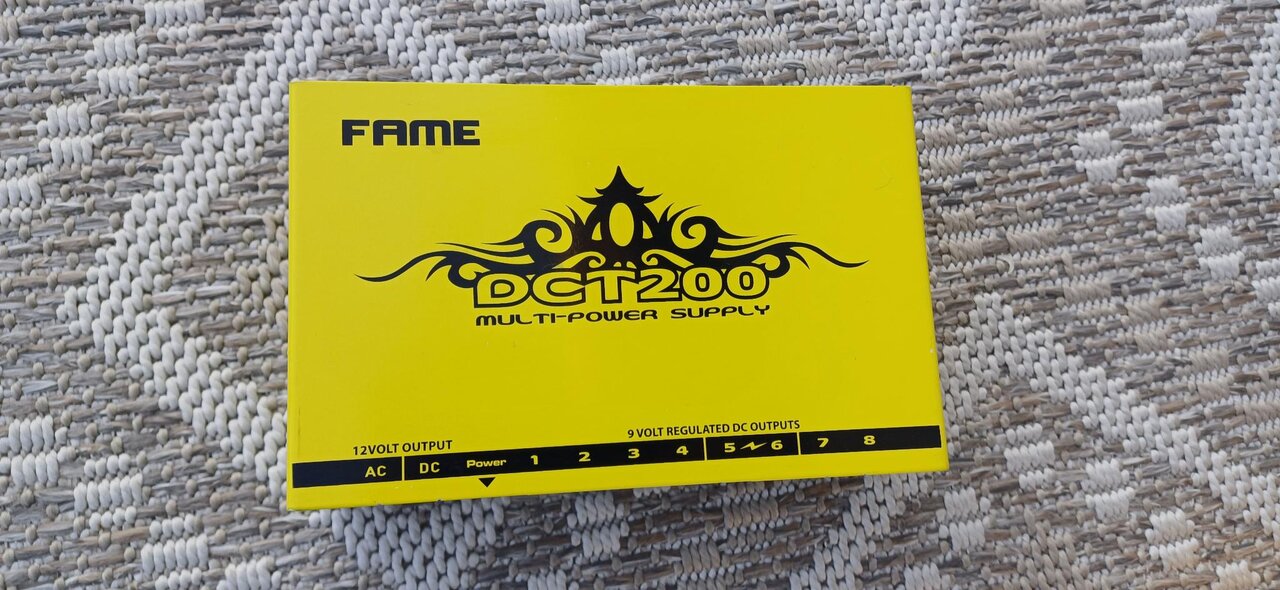 FAME
DCT200
MULTI-POWER SUPPLY
12VOLT OUTPUT
9 VOLT REGULATED DC OUTPUTS
AC DC Power 1 2 3 4 5 6 7 8